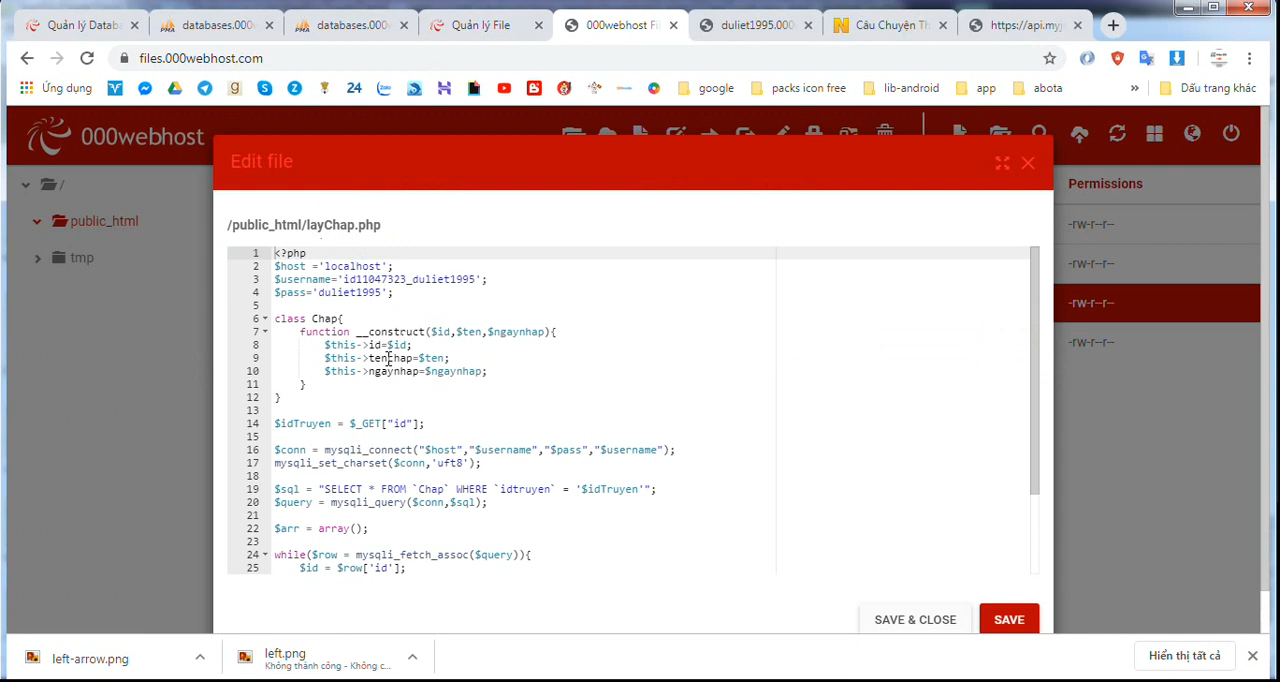 Quản lý Datab
databases.000
databases.000
Quản lý File
000webhost Fi
duliet1995.000
Câu Chuyện Th
https://api.myj
files.000webhost.com
Ứng dụng
24
google
packs icon free
lib-android
app
abota
»
Dấu trang khác
000webhost
Edit file
/
public_html
tmp
Permissions
-rw-r--r--
-rw-r--r--
-rw-r--r--
-rw-r--r--
/public_html/layChap.php
1 <?php
2 $host ='localhost';
3 $username='id11047323_duliet1995';
4 $pass='duliet1995';
5
6 class Chap{
7 function __construct($id,$ten,$ngaynhap){
8 $this->id=$id;
9 $this->tenchap=$ten;
10 $this->ngaynhap=$ngaynhap;
11 }
12 }
13
14 $idTruyen = $_GET["id"];
15
16 $conn = mysqli_connect("$host","$username","$pass","$username");
17 mysqli_set_charset($conn,'uft8');
18
19 $sql = "SELECT * FROM `Chap` WHERE `idtruyen` = '$idTruyen'";
20 $query = mysqli_query($conn,$sql);
21
22 $arr = array();
23
24 while($row = mysqli_fetch_assoc($query)){
25 $id = $row['id'];
SAVE & CLOSE
SAVE
left-arrow.png
left.png
Không thành công - Không c...
Hiển thị tất cả